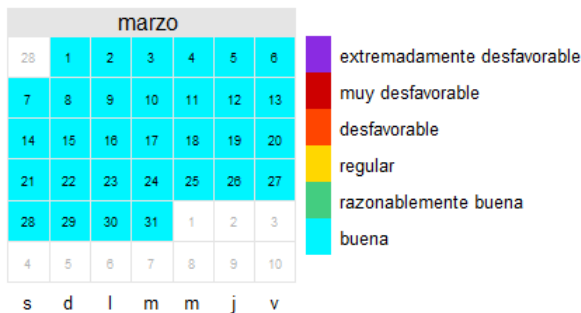 marzo
28 1 2 3 4 5 6
7 8 9 10 11 12 13
14 15 16 17 18 19 20
21 22 23 24 25 26 27
28 29 30 31 1 2 3
4 5 6 7 8 9 10
s d l m m j v
extremadamente desfavorable
muy desfavorable
desfavorable
regular
razonablemente buena
buena